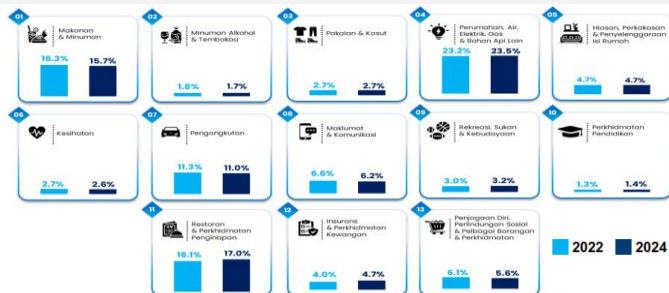 01
Makanan
& Minuman
16.3%
15.7%
02
Minuman Alkohol
& Tembakau
1.8%
1.7%
03
Pakaian & Kasut
2.7%
2.7%
04
Perumahan, Air,
Elektrik, Gas
& Bahan Api Lain
23.2%
23.5%
05
Hiasan, Perkakasan
& Penyelenggaraan
Isi Rumah
4.7%
4.7%
06
Kesihatan
2.7%
2.6%
07
Pengangkutan
11.3%
11.0%
08
Maklumat
& Komunikasi
6.6%
6.2%
09
Rekreasi, Sukan
& Kebudayaan
3.0%
3.2%
10
Perkhidmatan
Pendidikan
1.3%
1.4%
11
Restoran
& Perkhidmatan
Penginapan
16.1%
17.0%
12
Insurans
& Perkhidmatan
Kewangan
4.0%
4.7%
13
Penjagaan Diri,
Perlindungan Sosial
& Pelbagai Barangan
& Perkhidmatan
6.1%
5.6%
2022
2024